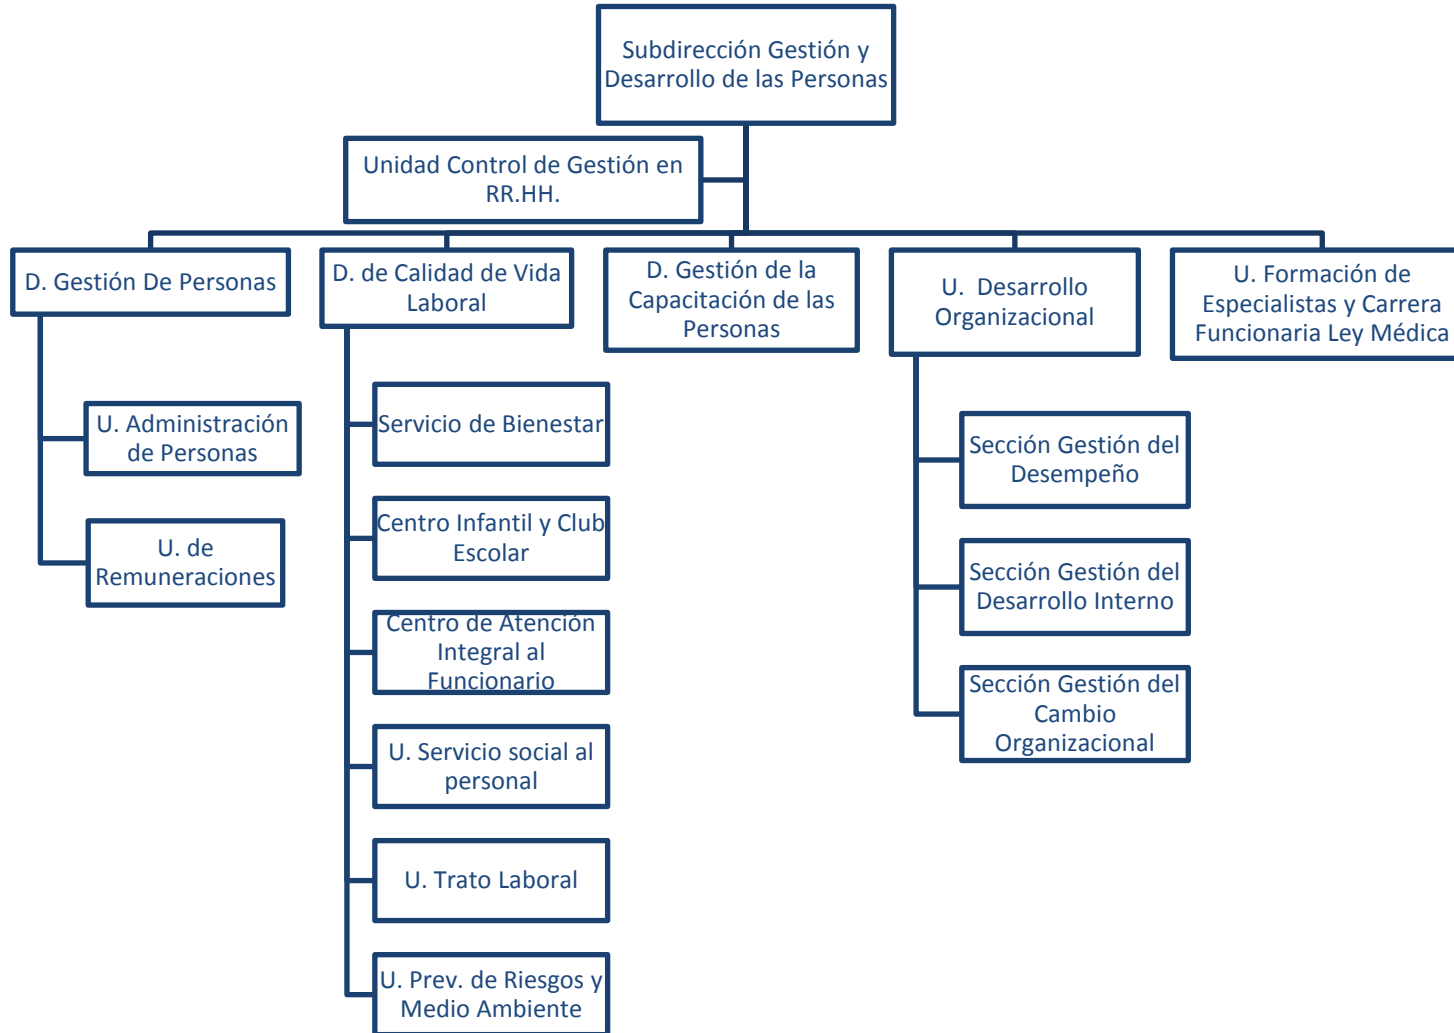 Subdirección Gestión y
Desarrollo de las Personas
Unidad Control de Gestión en
RR.HH.
D. Gestión De Personas
D. de Calidad de Vida
Laboral
D. Gestión de la
Capacitación de las
Personas
U. Desarrollo
Organizacional
U. Formación de
Especialistas y Carrera
Funcionaria Ley Médica
U. Administración
de Personas
U. de
Remuneraciones
Servicio de Bienestar
Centro Infantil y Club
Escolar
Centro de Atención
Integral al
Funcionario
U. Servicio social al
personal
U. Trato Laboral
U. Prev. de Riesgos y
Medio Ambiente
Sección Gestión del
Desempeño
Sección Gestión del
Desarrollo Interno
Sección Gestión del
Cambio
Organizacional